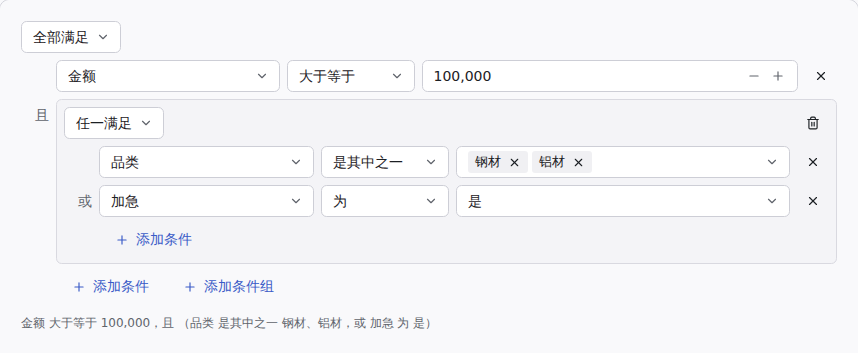 全部满足
金额 大于等于 100,000
且
任一满足
品类 是其中之一 钢材 铝材
或 加急 为 是
添加条件
添加条件 添加条件组
金额 大于等于 100,000，且 （品类 是其中之一 钢材、铝材，或 加急 为 是）